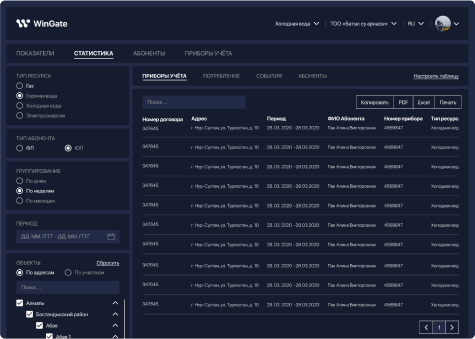 WinGate
Холодная вода
ТОО «Батыс су арнасы»
RU
ПОКАЗАТЕЛИ СТАТИСТИКА АБОНЕНТЫ ПРИБОРЫ УЧЁТА
ТИП РЕСУРСА
Газ
Горячая вода
Холодная вода
Электроэнергия
ТИП АБОНЕНТА
ФЛ ЮЛ
ГРУППИРОВАНИЕ
По дням
По неделям
По месяцам
ПЕРИОД
ДД. ММ. ГГГГ – ДД. ММ. ГГГГ
ОБЪЕКТЫ Сбросить
По адресам По участкам
Поиск ...
Алматы
Бостандыкский район
Абая
Абая 1
ПРИБОРЫ УЧЁТА ПОТРЕБЛЕНИЕ СОБЫТИЯ АБОНЕНТЫ Настроить таблицу
Поиск ... Копировать PDF Excel Печать
Номер договора Адрес Период ФИО Абонента Номер прибора Тип ресурс
347645 г. Нур-Султан, ул. Туркестан, д. 10 28. 03. 2020 - 28.03.2020 Пак Алина Викторовна 4569847 Холодная вод
347645 г. Нур-Султан, ул. Туркестан, д. 10 28. 03. 2020 - 28.03.2020 Пак Алина Викторовна 4569847 Холодная вод
347645 г. Нур-Султан, ул. Туркестан, д. 10 28. 03. 2020 - 28.03.2020 Пак Алина Викторовна 4569847 Холодная вод
347645 г. Нур-Султан, ул. Туркестан, д. 10 28. 03. 2020 - 28.03.2020 Пак Алина Викторовна 4569847 Холодная вод
347645 г. Нур-Султан, ул. Туркестан, д. 10 28. 03. 2020 - 28.03.2020 Пак Алина Викторовна 4569847 Холодная вод
347645 г. Нур-Султан, ул. Туркестан, д. 10 28. 03. 2020 - 28.03.2020 Пак Алина Викторовна 4569847 Холодная вод
347645 г. Нур-Султан, ул. Туркестан, д. 10 28. 03. 2020 - 28.03.2020 Пак Алина Викторовна 4569847 Холодная вод
347645 г. Нур-Султан, ул. Туркестан, д. 10 28. 03. 2020 - 28.03.2020 Пак Алина Викторовна 4569847 Холодная вод
347645 г. Нур-Султан, ул. Туркестан, д. 10 28. 03. 2020 - 28.03.2020 Пак Алина Викторовна 4569847 Холодная вод
347645 г. Нур-Султан, ул. Туркестан, д. 10 28. 03. 2020 - 28.03.2020 Пак Алина Викторовна 4569847 Холодная вод
1